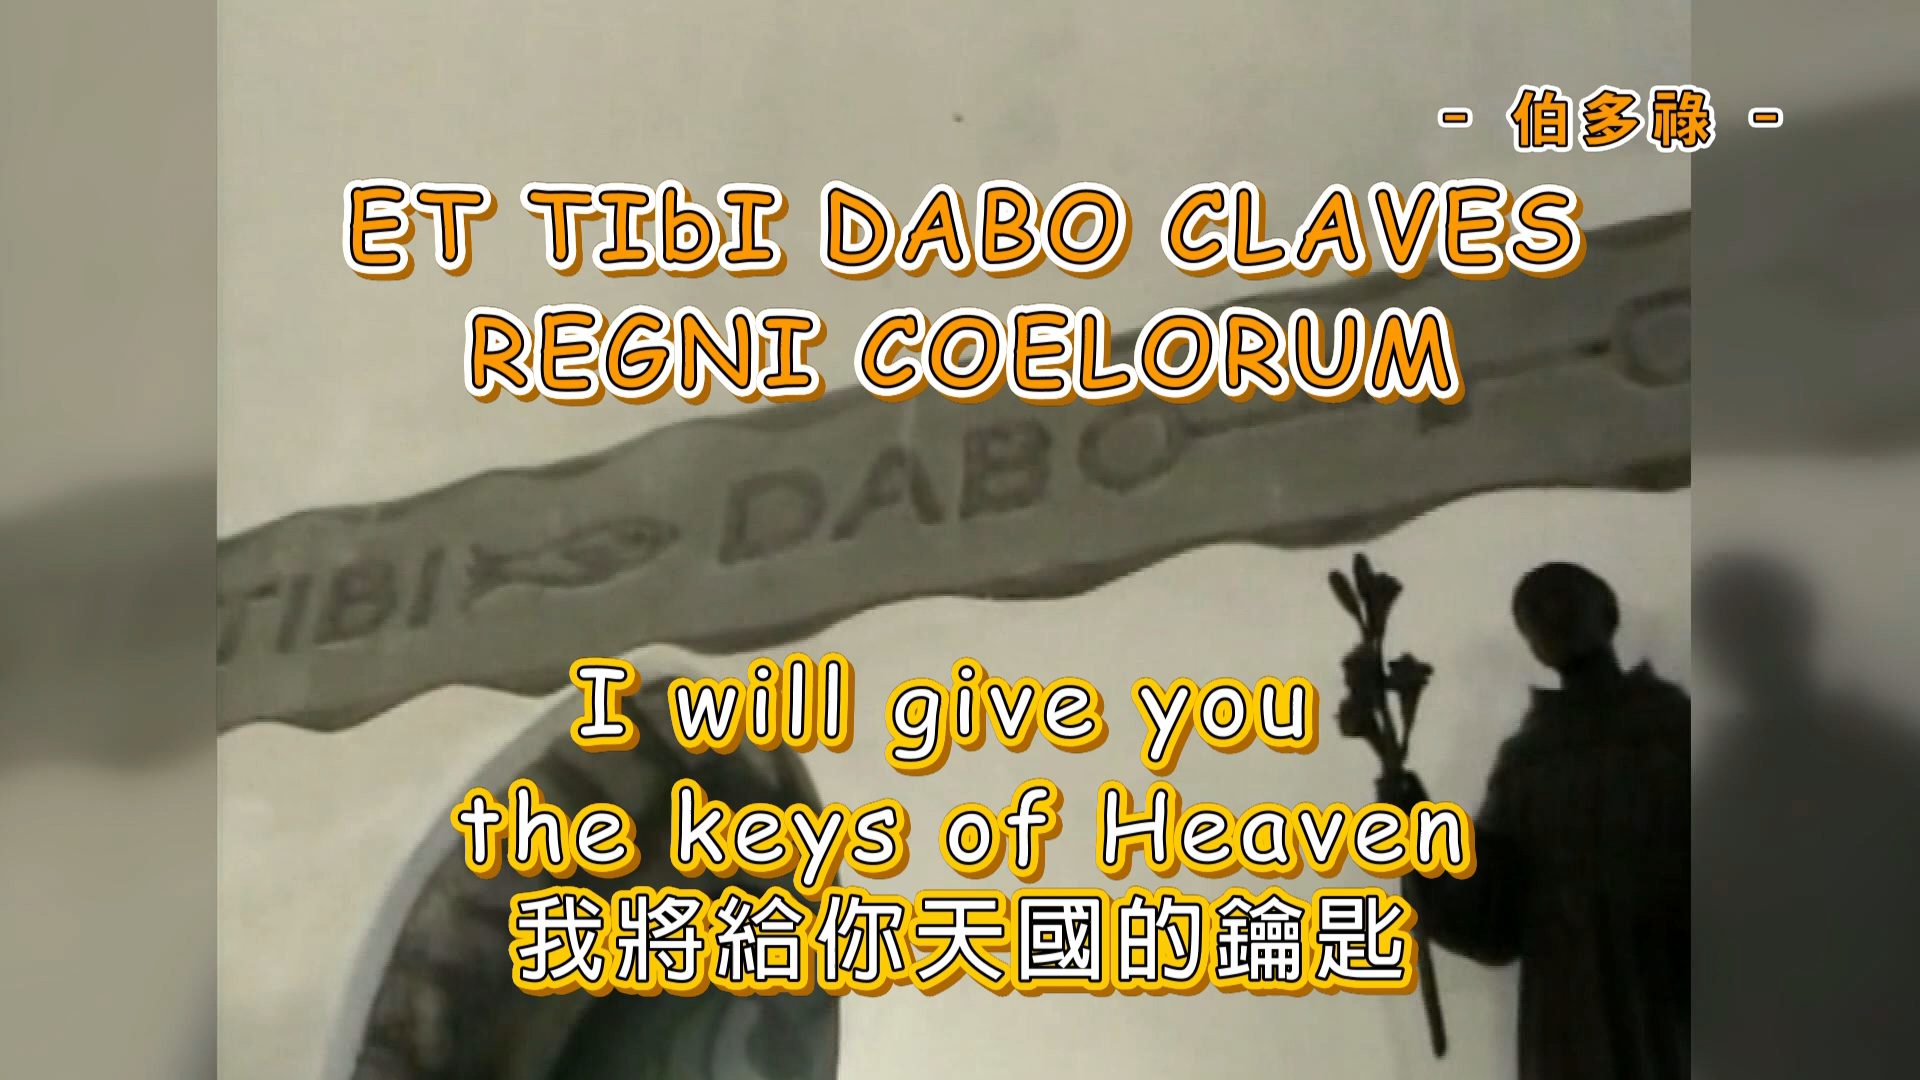 - 伯多祿 -
ET TIbI DABO CLAVES
REGNI COELORUM
TIBI DABO
I will give you
the keys of Heaven
我將給你天國的鑰匙